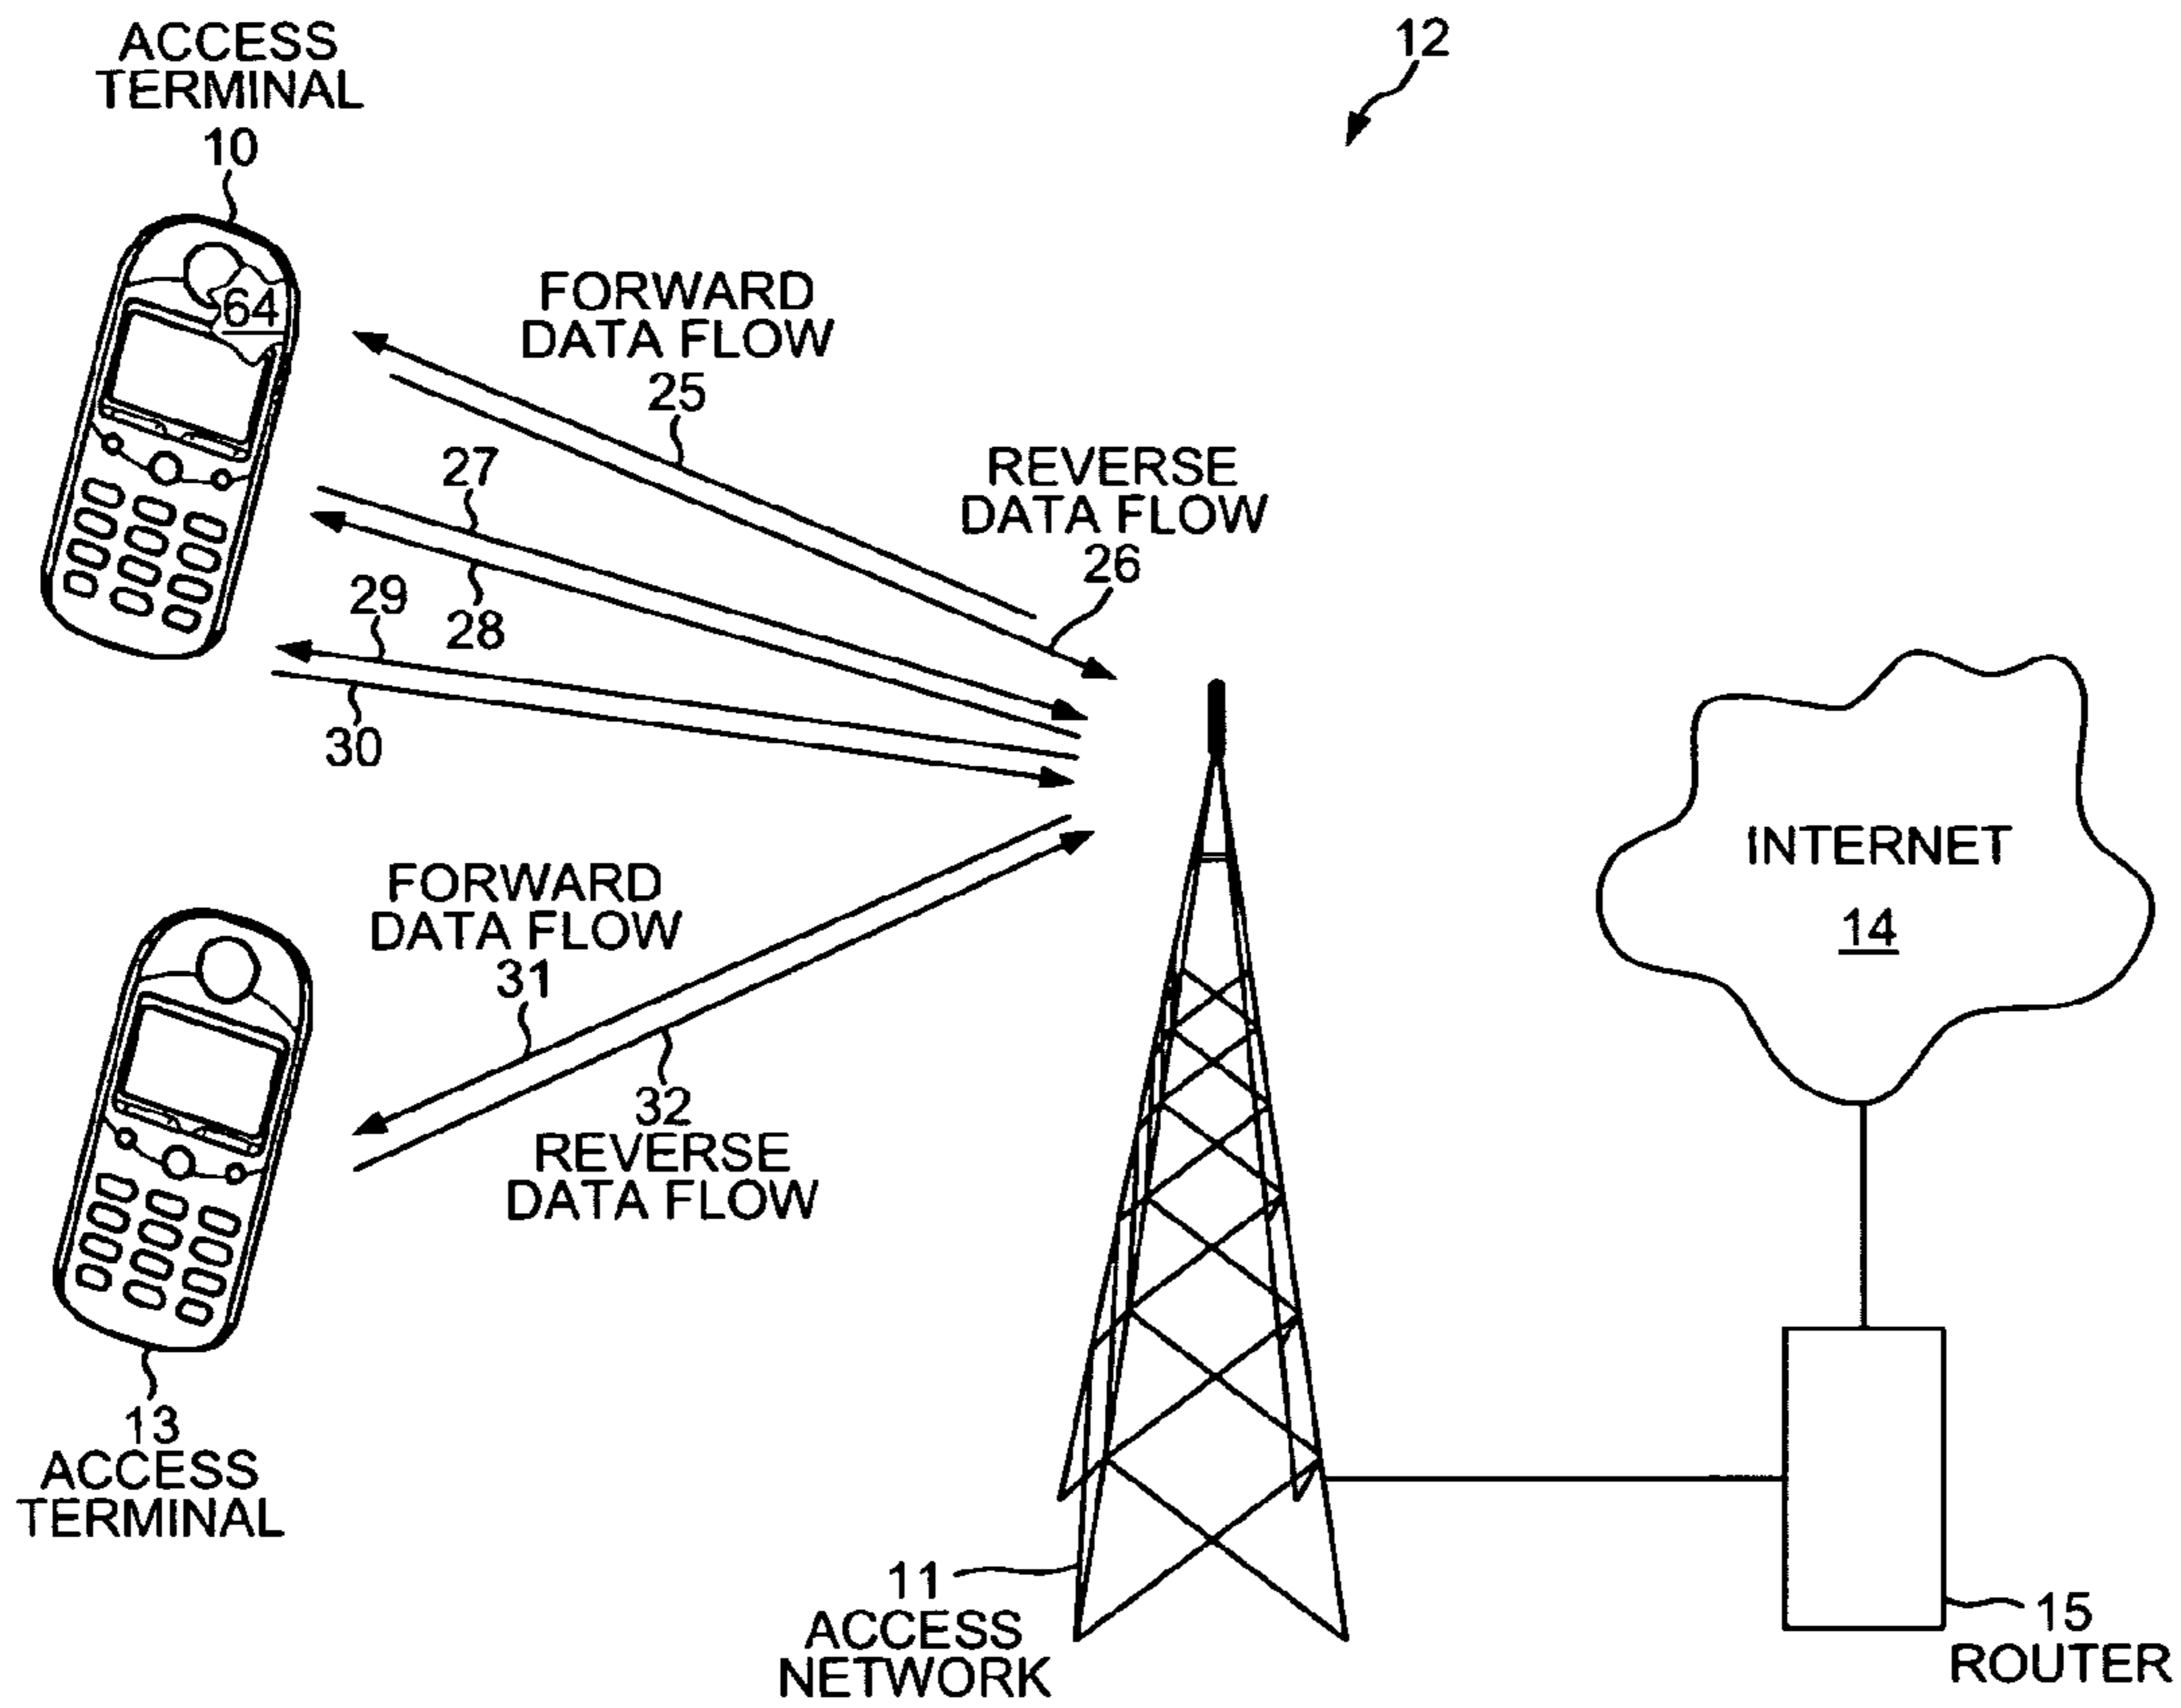 ACCESS
TERMINAL
10
12
64
FORWARD
DATA FLOW
25
27
REVERSE
DATA FLOW
26
29
28
30
INTERNET
14
FORWARD
DATA FLOW
31
32
REVERSE
DATA FLOW
13
ACCESS
TERMINAL
11
ACCESS
NETWORK
15
ROUTER